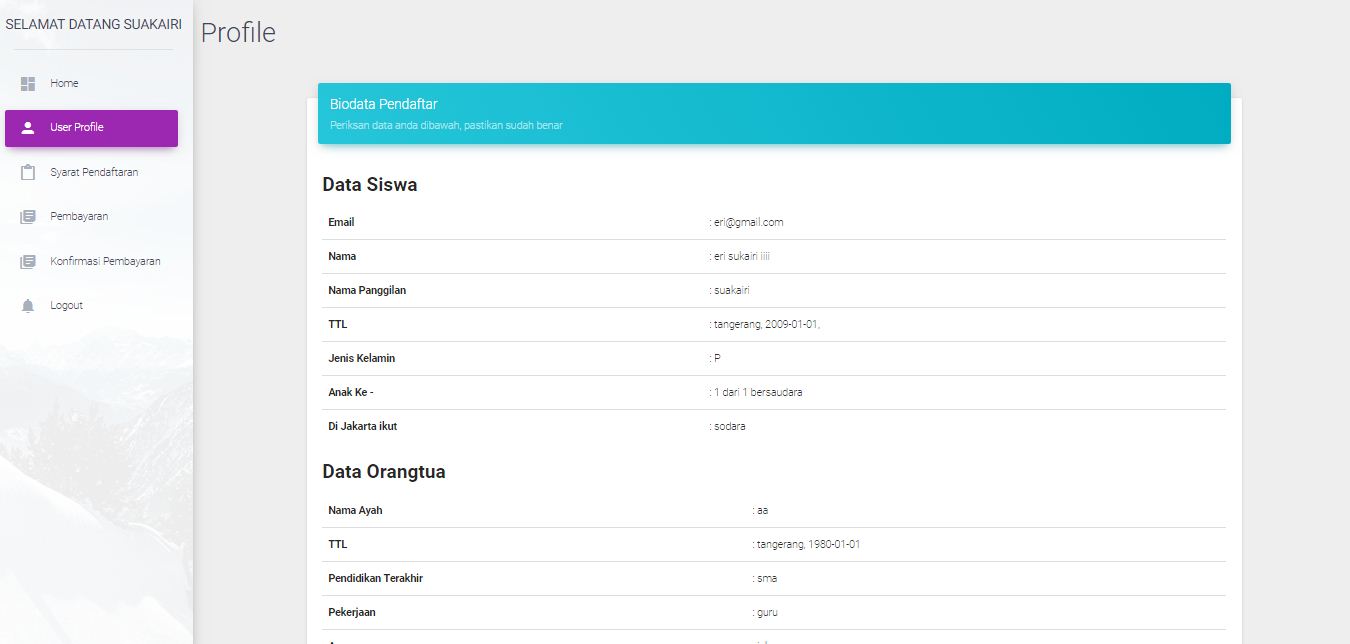 SELAMAT DATANG SUAKAIRI
Home
User Profile
Syarat Pendaftaran
Pembayaran
Konfirmasi Pembayaran
Logout
Profile
Biodata Pendaftar
Periksan data anda dibawah, pastikan sudah benar
Data Siswa
Email : eri@gmail.com
Nama : eri sukairi iiii
Nama Panggilan : suakairi
TTL : tangerang, 2009-01-01,
Jenis Kelamin : P
Anak Ke - : 1 dari 1 bersaudara
Di Jakarta ikut : sodara
Data Orangtua
Nama Ayah : aa
TTL : tangerang, 1980-01-01
Pendidikan Terakhir : sma
Pekerjaan : guru